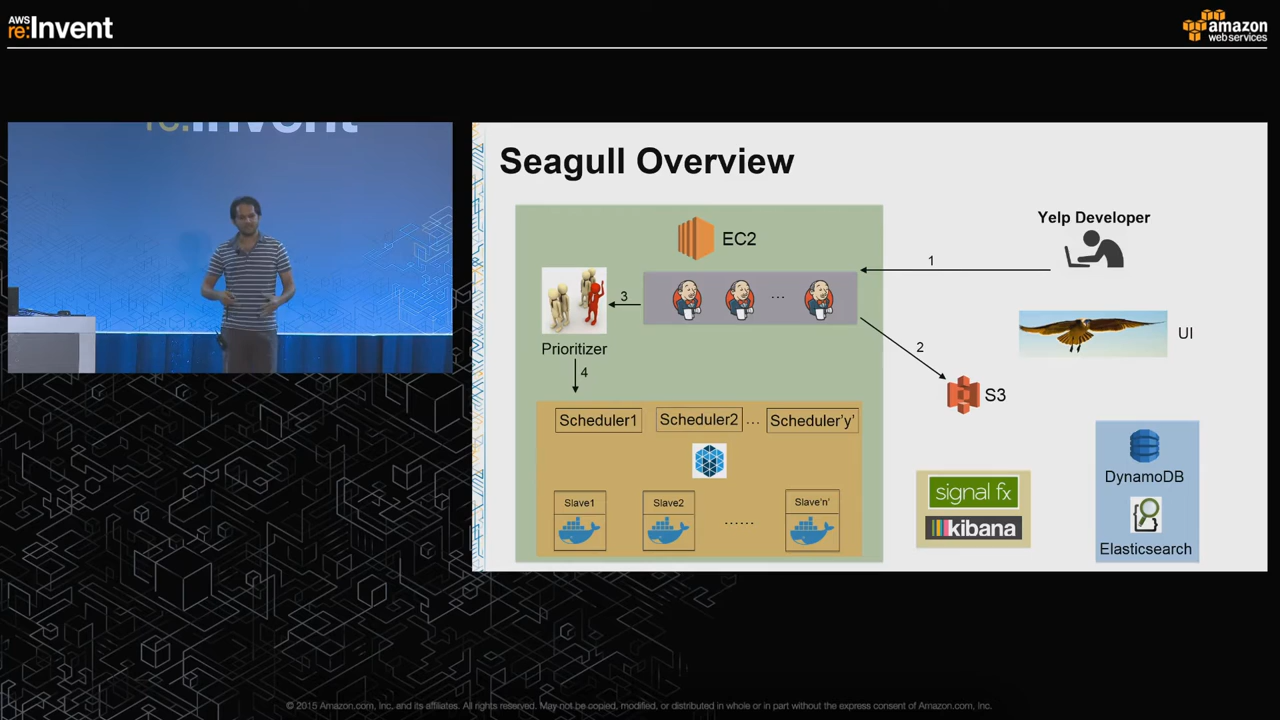 AWS
re:Invent
amazon
web services
re:Invent
Seagull Overview
EC2
Yelp Developer
1
3
UI
Prioritizer
2
4
S3
Scheduler1
Scheduler2
...
Scheduler'y'
Slave1
Slave2
......
Slave'n'
signal fx
kibana
DynamoDB
Elasticsearch
© 2015 Amazon.com, Inc. and its affiliates. All rights reserved. May not be copied, modified, or distributed in whole or in part without the express consent of Amazon.com, Inc.